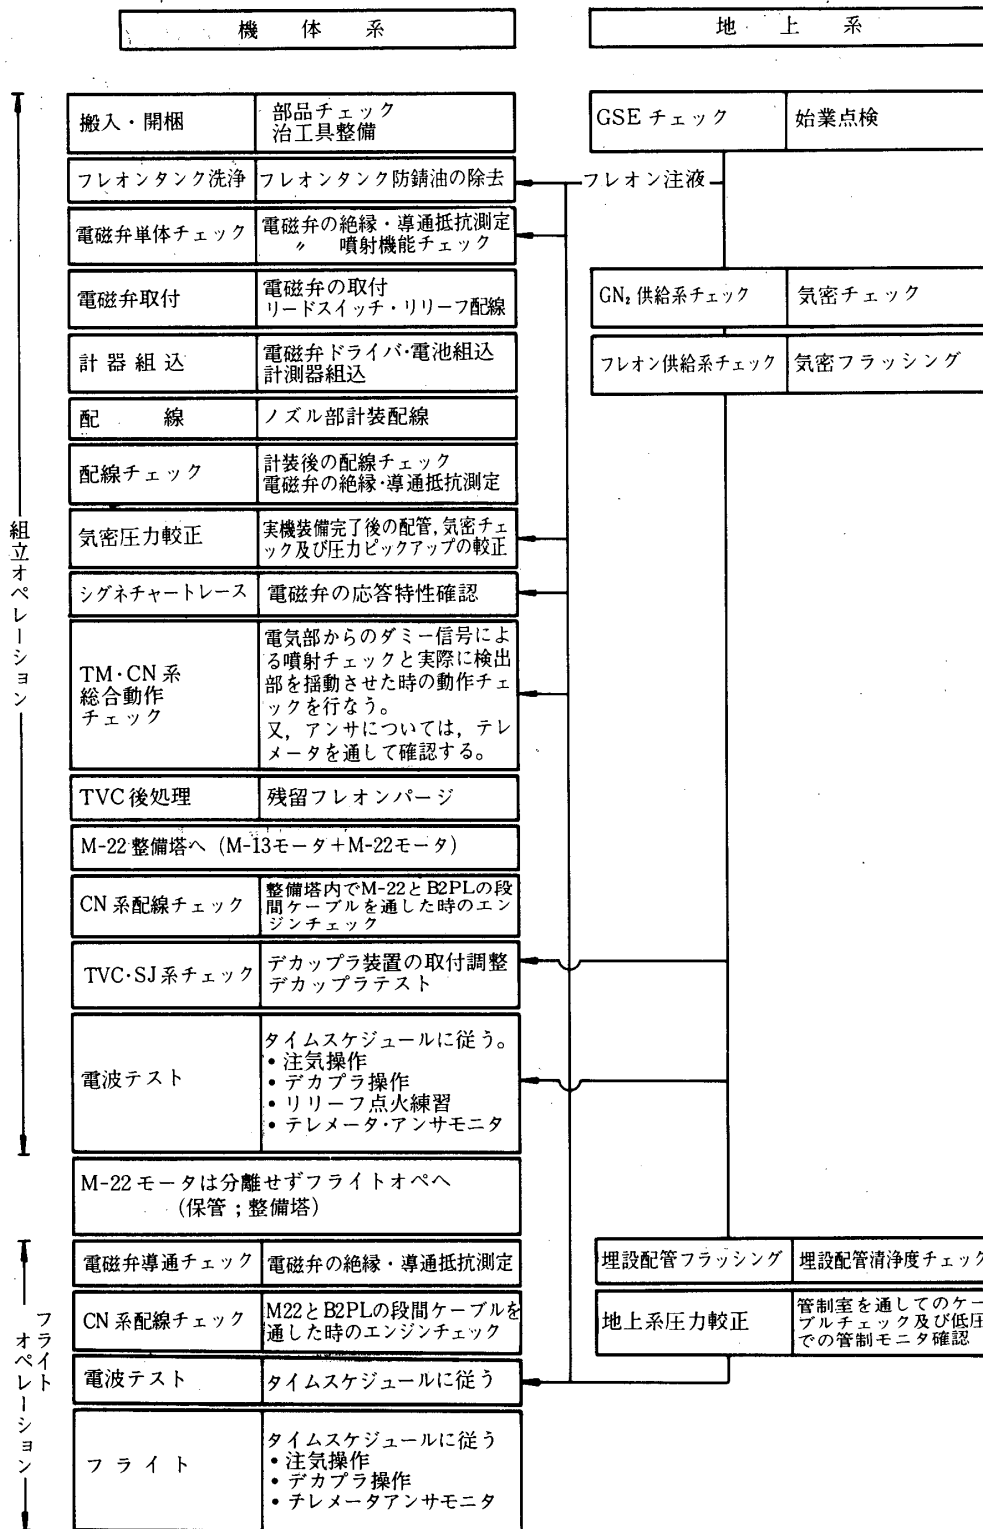 機体系
地上系
組立オペレーション
搬入・開梱
部品チェック
治工具整備
フレオンタンク洗浄
フレオンタンク防錆油の除去
電磁弁単体チェック
電磁弁の絶縁・導通抵抗測定
〃 噴射機能チェック
電磁弁取付
電磁弁の取付
リードスイッチ・リリーフ配線
計器組込
電磁弁ドライバ・電池組込
計測器組込
配線
ノズル部計装配線
配線チェック
計装後の配線チェック
電磁弁の絶縁・導通抵抗測定
気密圧力較正
実機装備完了後の配管,気密チェ
ック及び圧力ピックアップの較正
シグネチャートレース
電磁弁の応答特性確認
TM・CN系
総合動作
チェック
電気部からのダミー信号によ
る噴射チェックと実際に検出
部を揺動させた時の動作チェ
ックを行なう。
又,アンサについては,テレ
メータを通して確認する。
TVC後処理
残留フレオンパージ
M-22整備塔へ(M-13モータ+M-22モータ)
CN系配線チェック
整備塔内でM-22とB2PLの段
間ケーブルを通した時のエン
ジンチェック
TVC・SJ系チェック
デカップラ装置の取付調整
デカップラテスト
電波テスト
タイムスケジュールに従う。
・注気操作
・デカプラ操作
・リリーフ点火練習
・テレメータ・アンサモニタ
M-22モータは分離せずフライトオペへ
(保管;整備塔)
フライト
オペレーション
電磁弁導通チェック
電磁弁の絶縁・導通抵抗測定
CN系配線チェック
M22とB2PLの段間ケーブルを
通した時のエンジンチェック
電波テスト
タイムスケジュールに従う
フライト
タイムスケジュールに従う
・注気操作
・デカプラ操作
・テレメータアンサモニタ
GSEチェック
始業点検
フレオン注液
GN₂供給系チェック
気密チェック
フレオン供給系チェック
気密フラッシング
埋設配管フラッシング
埋設配管清浄度チェック
地上系圧力較正
管制室を通してのケー
ブルチェック及び低圧
での管制モニタ確認